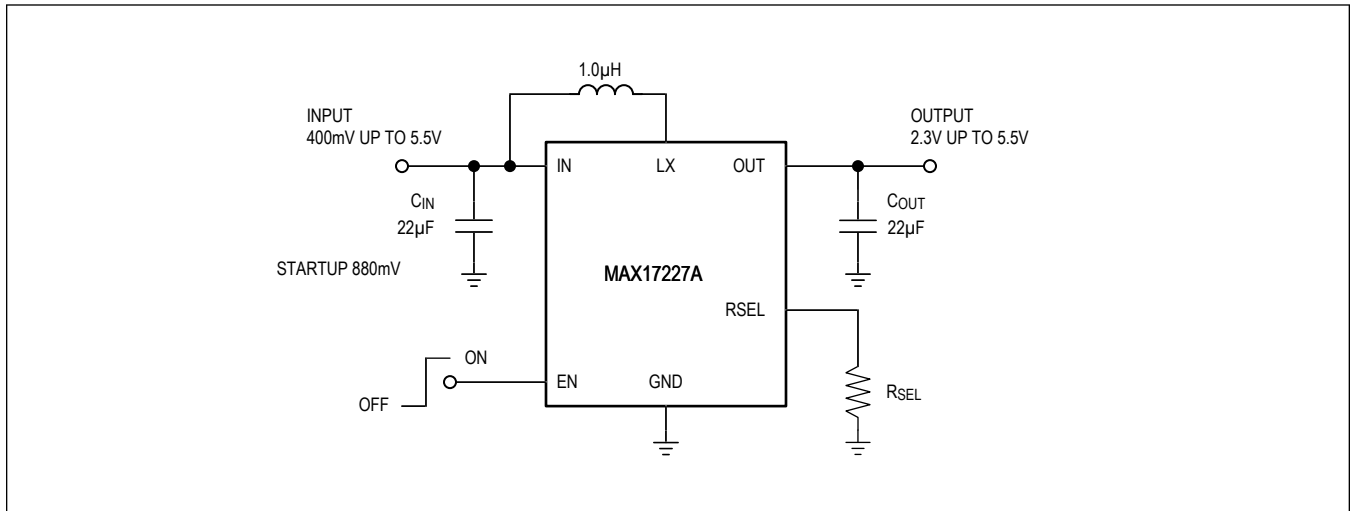 1.0µH
INPUT
400mV UP TO 5.5V
OUTPUT
2.3V UP TO 5.5V
IN
LX
OUT
CIN
22µF
COUT
22µF
STARTUP 880mV
MAX17227A
RSEL
ON
OFF
EN
GND
RSEL